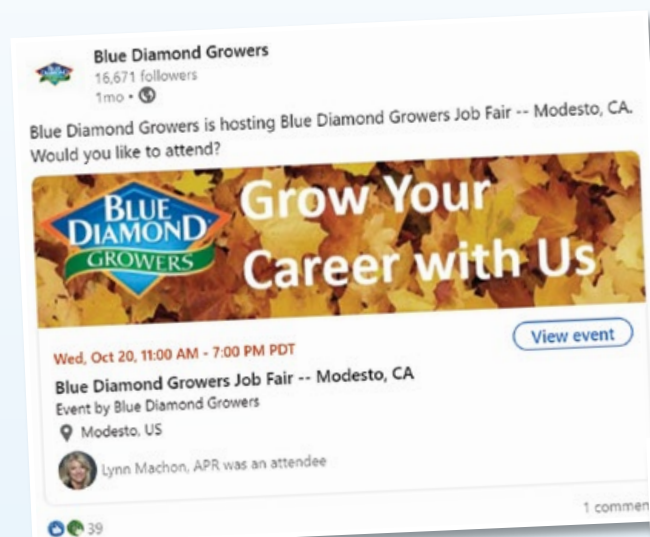 Blue Diamond Growers
16,671 followers
1mo •
Blue Diamond Growers is hosting Blue Diamond Growers Job Fair -- Modesto, CA.
Would you like to attend?
BLUE
DIAMOND
GROWERS
Grow Your
Career with Us
Wed, Oct 20, 11:00 AM - 7:00 PM PDT
View event
Blue Diamond Growers Job Fair -- Modesto, CA
Event by Blue Diamond Growers
Modesto, US
Lynn Machon, APR was an attendee
39
1 commen